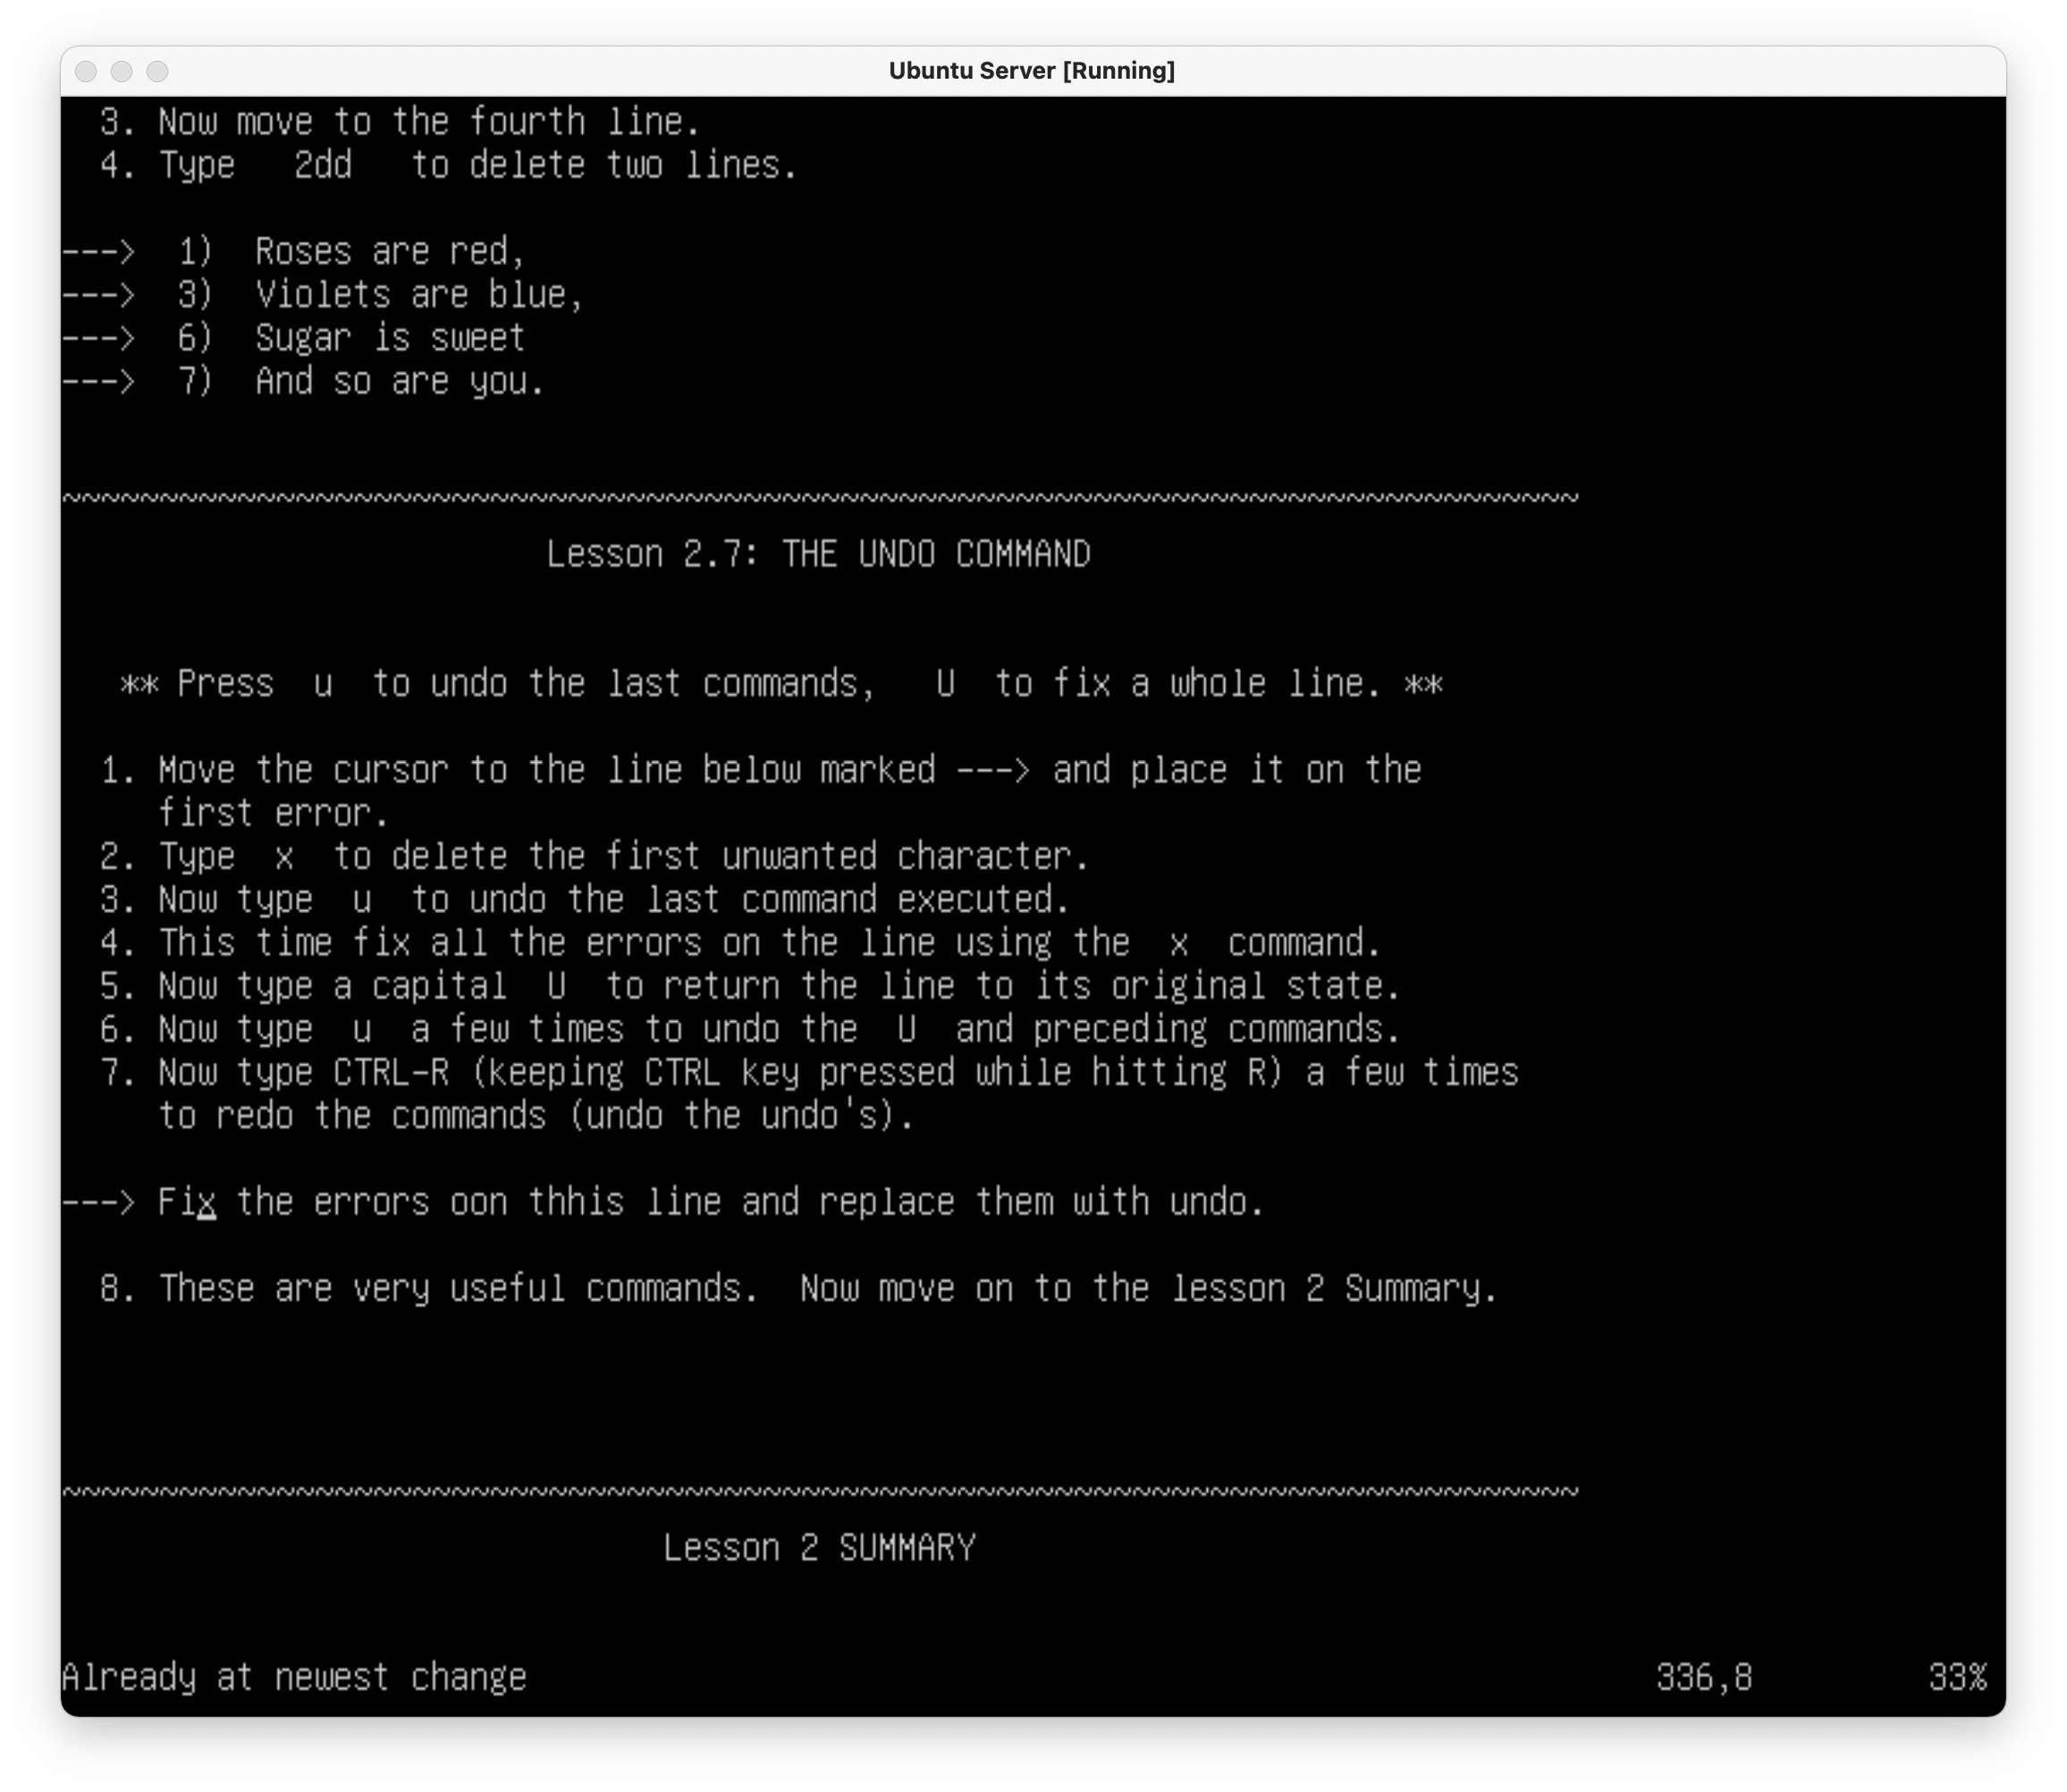 Ubuntu Server [Running]
3. Now move to the fourth line.
4. Type   2dd   to delete two lines.
--->  1)  Roses are red,
--->  3)  Violets are blue,
--->  6)  Sugar is sweet
--->  7)  And so are you.
~~~~~~~~~~~~~~~~~~~~~~~~~~~~~~~~~~~~~~~~~~~~~~~~~~~~~~~~~~~~~~~~~~~~~~~~~~~~~~
Lesson 2.7: THE UNDO COMMAND
** Press  u  to undo the last commands,   U  to fix a whole line. **
1. Move the cursor to the line below marked ---> and place it on the
first error.
2. Type  x  to delete the first unwanted character.
3. Now type  u  to undo the last command executed.
4. This time fix all the errors on the line using the  x  command.
5. Now type a capital  U  to return the line to its original state.
6. Now type  u  a few times to undo the  U  and preceding commands.
7. Now type CTRL-R (keeping CTRL key pressed while hitting R) a few times
to redo the commands (undo the undo's).
---> Fix the errors oon thhis line and replace them with undo.
8. These are very useful commands.  Now move on to the lesson 2 Summary.
~~~~~~~~~~~~~~~~~~~~~~~~~~~~~~~~~~~~~~~~~~~~~~~~~~~~~~~~~~~~~~~~~~~~~~~~~~~~~~
Lesson 2 SUMMARY
Already at newest change 336,8 33%